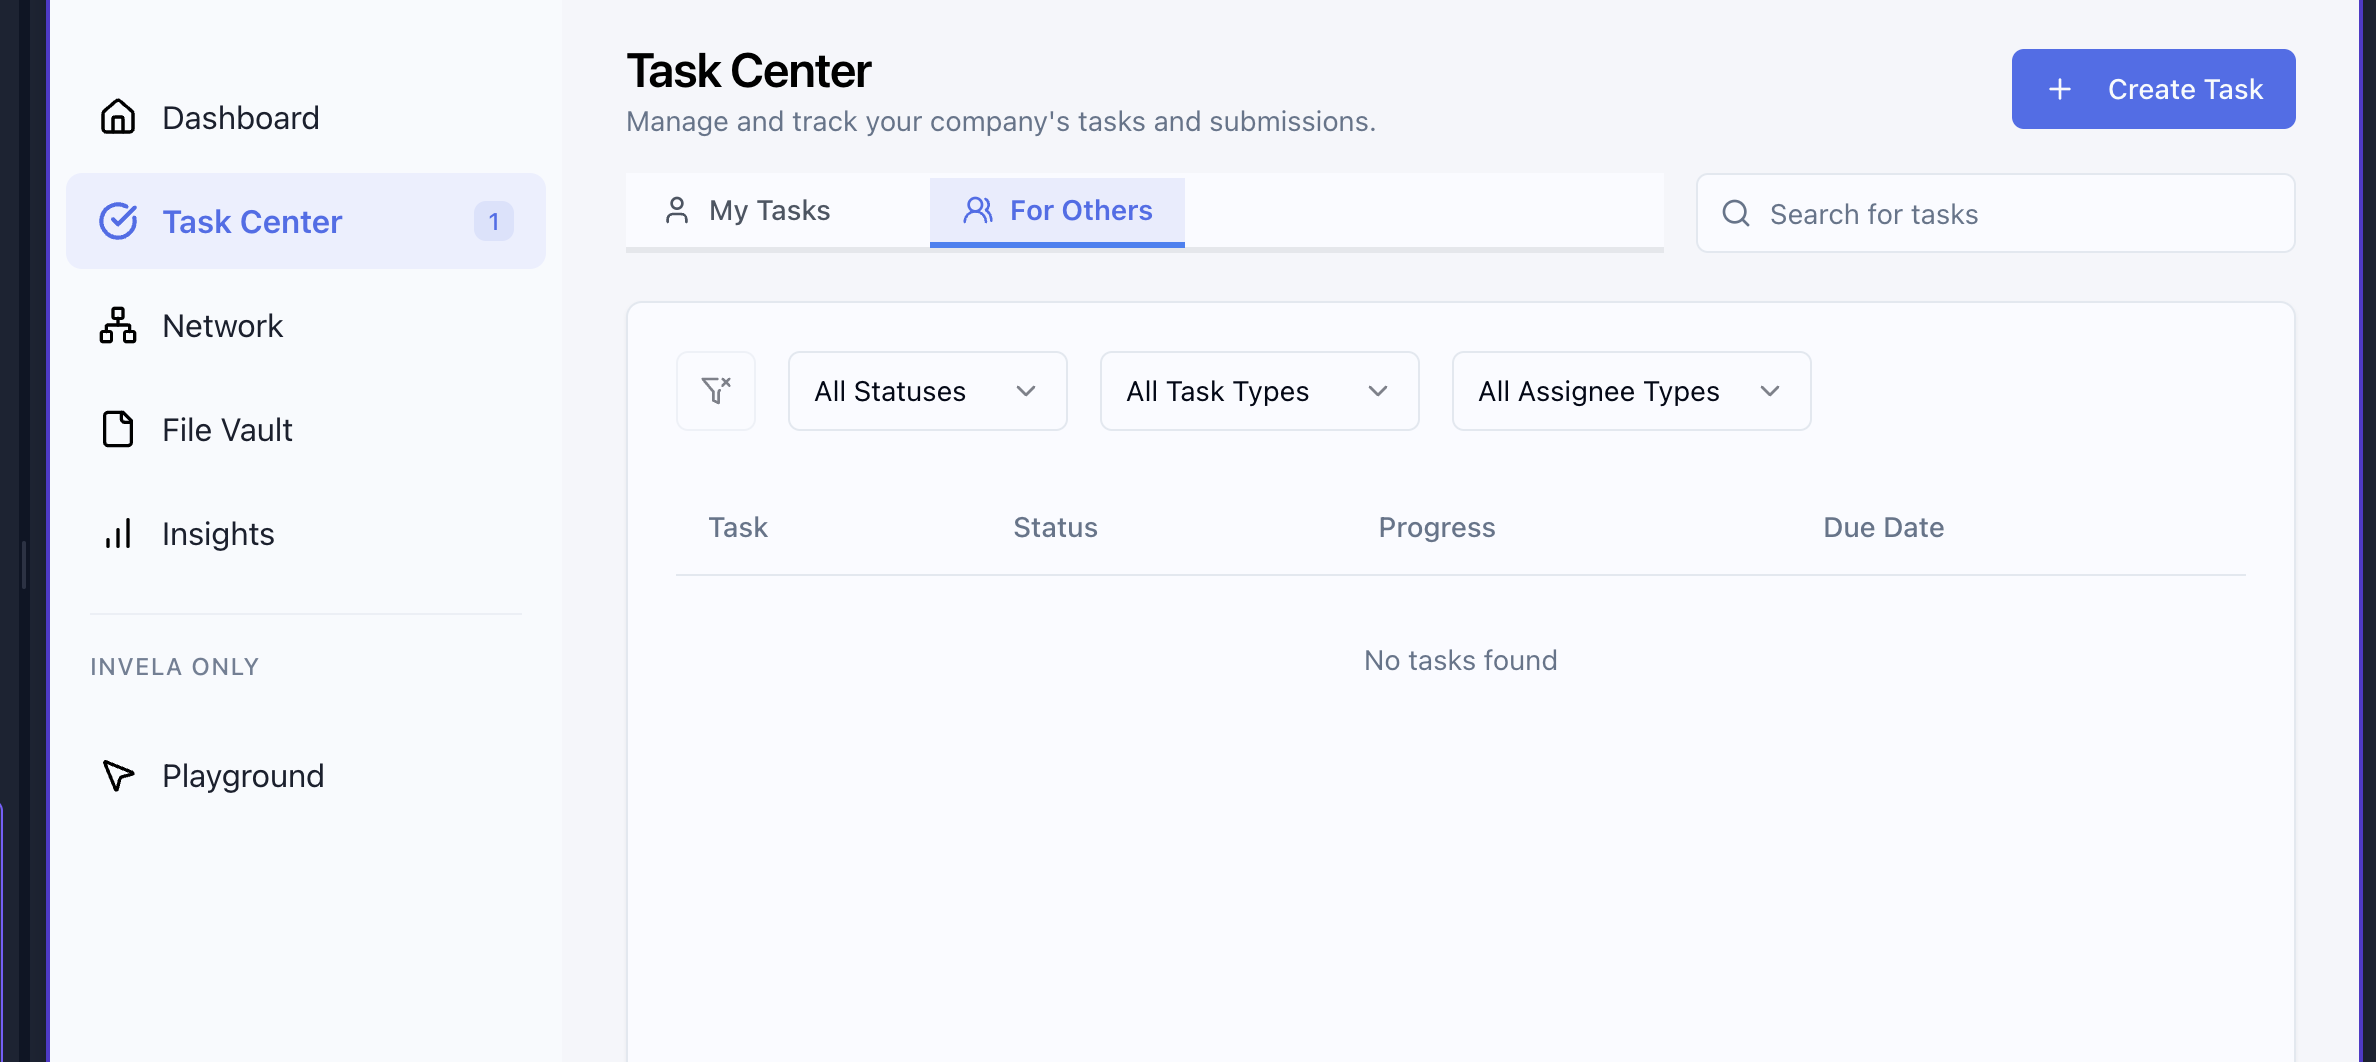 Dashboard
Task Center 1
Network
File Vault
Insights
INVELA ONLY
Playground
Task Center
Manage and track your company's tasks and submissions.
Create Task
My Tasks
For Others
Search for tasks
All Statuses
All Task Types
All Assignee Types
Task Status Progress Due Date
No tasks found